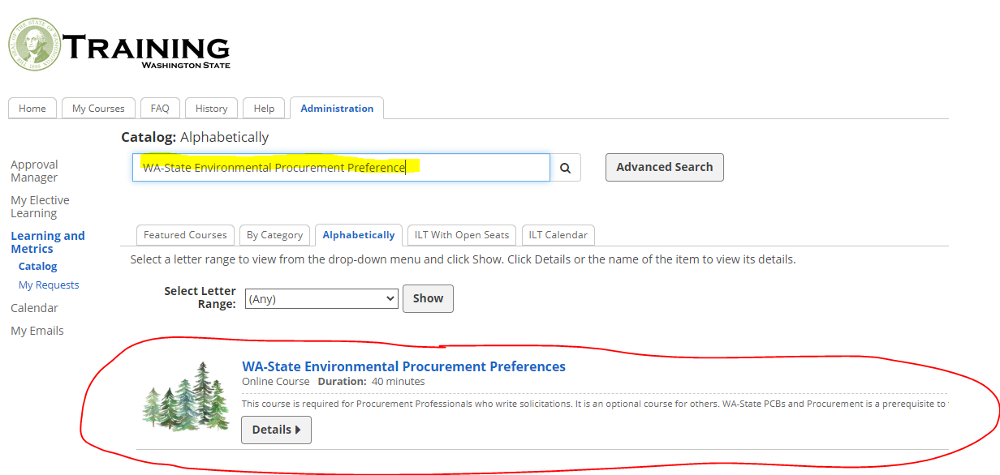 TRAINING
WASHINGTON STATE
Home
My Courses
FAQ
History
Help
Administration
Catalog: Alphabetically
Approval
Manager
My Elective
Learning
Learning and
Metrics
Catalog
My Requests
Calendar
My Emails
WA-State Environmental Procurement Preference
Advanced Search
Featured Courses
By Category
Alphabetically
ILT With Open Seats
ILT Calendar
Select a letter range to view from the drop-down menu and click Show. Click Details or the name of the item to view its details.
Select Letter
Range:
(Any)
Show
WA-State Environmental Procurement Preferences
Online Course Duration: 40 minutes
This course is required for Procurement Professionals who write solicitations. It is an optional course for others. WA-State PCBs and Procurement is a prerequisite to
Details